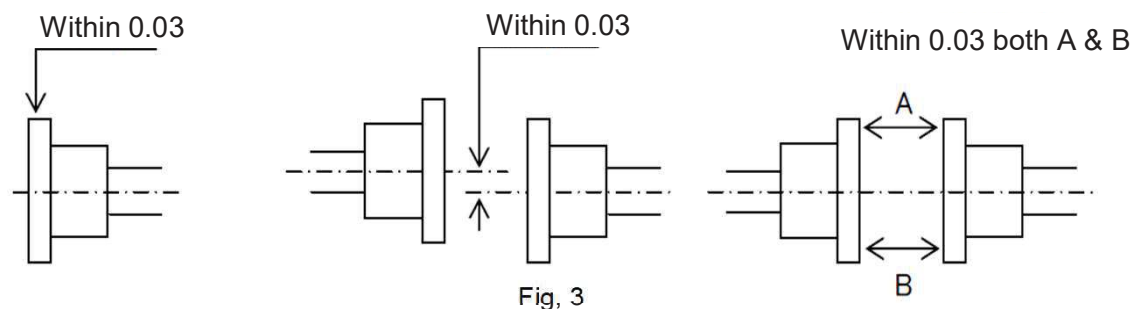 Within 0.03
Within 0.03
Within 0.03 both A & B
A
B
Fig, 3